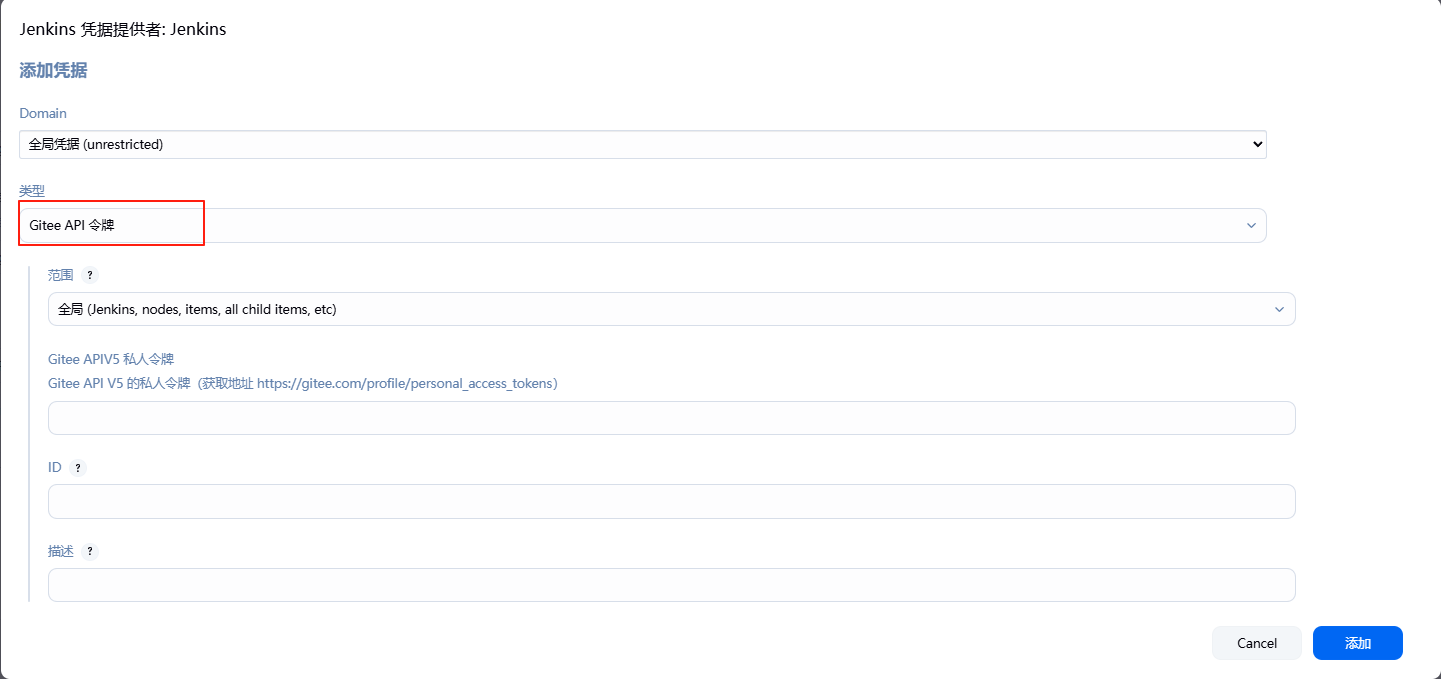 Jenkins 凭据提供者: Jenkins
添加凭据
Domain
全局凭据 (unrestricted)
类型
Gitee API 令牌
范围 ?
全局 (Jenkins, nodes, items, all child items, etc)
Gitee APIV5 私人令牌
Gitee API V5 的私人令牌（获取地址 https://gitee.com/profile/personal_access_tokens）
ID ?
描述 ?
Cancel 添加